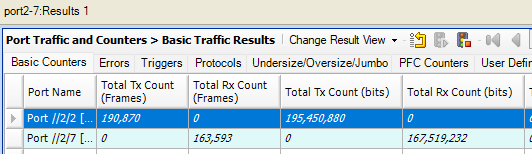 port2-7:Results 1
Port Traffic and Counters > Basic Traffic Results | Change Result View
Basic Counters Errors Triggers Protocols Undersize/Oversize/Jumbo PFC Counters User Defin
Port Name Total Tx Count (Frames) Total Rx Count (Frames) Total Tx Count (bits) Total Rx Count (bits)
Port //2/2 [... 190,870 0 195,450,880 0
Port //2/7 [... 0 163,593 0 167,519,232